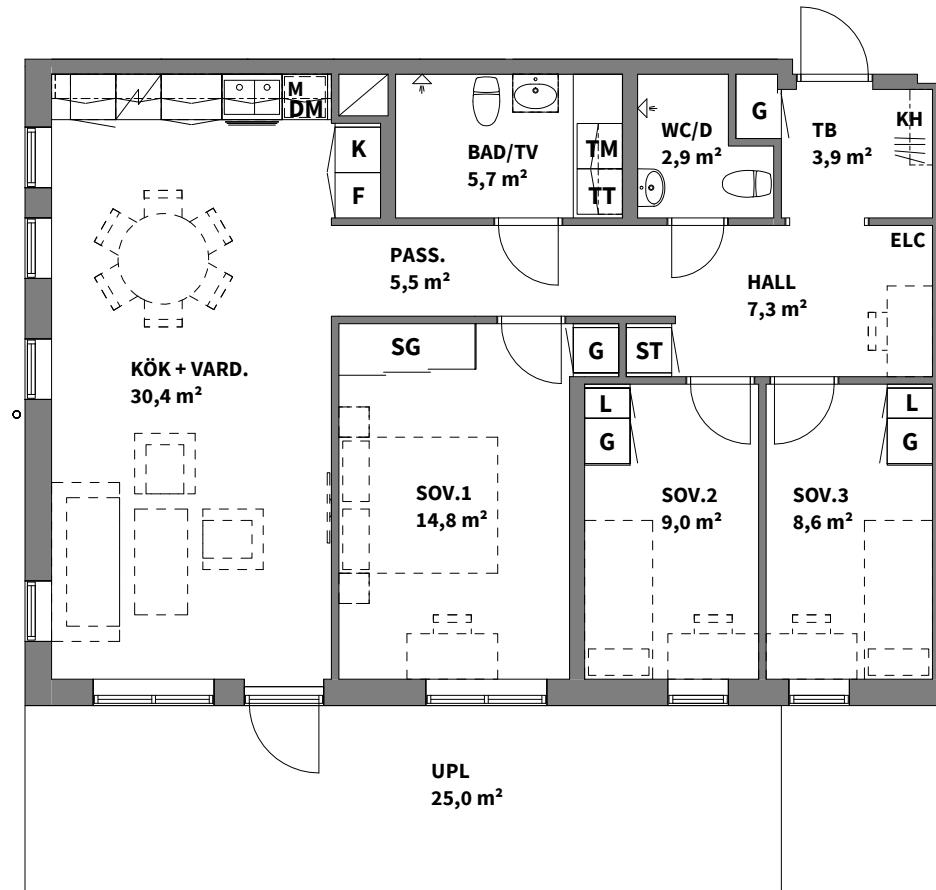 M
DM
K
F
BAD/TV
5,7 m²
TM
TT
WC/D
2,9 m²
G
TB
3,9 m²
KH
ELC
PASS.
5,5 m²
HALL
7,3 m²
KÖK + VARD.
30,4 m²
SG
G
ST
L
G
L
G
SOV.1
14,8 m²
SOV.2
9,0 m²
SOV.3
8,6 m²
UPL
25,0 m²